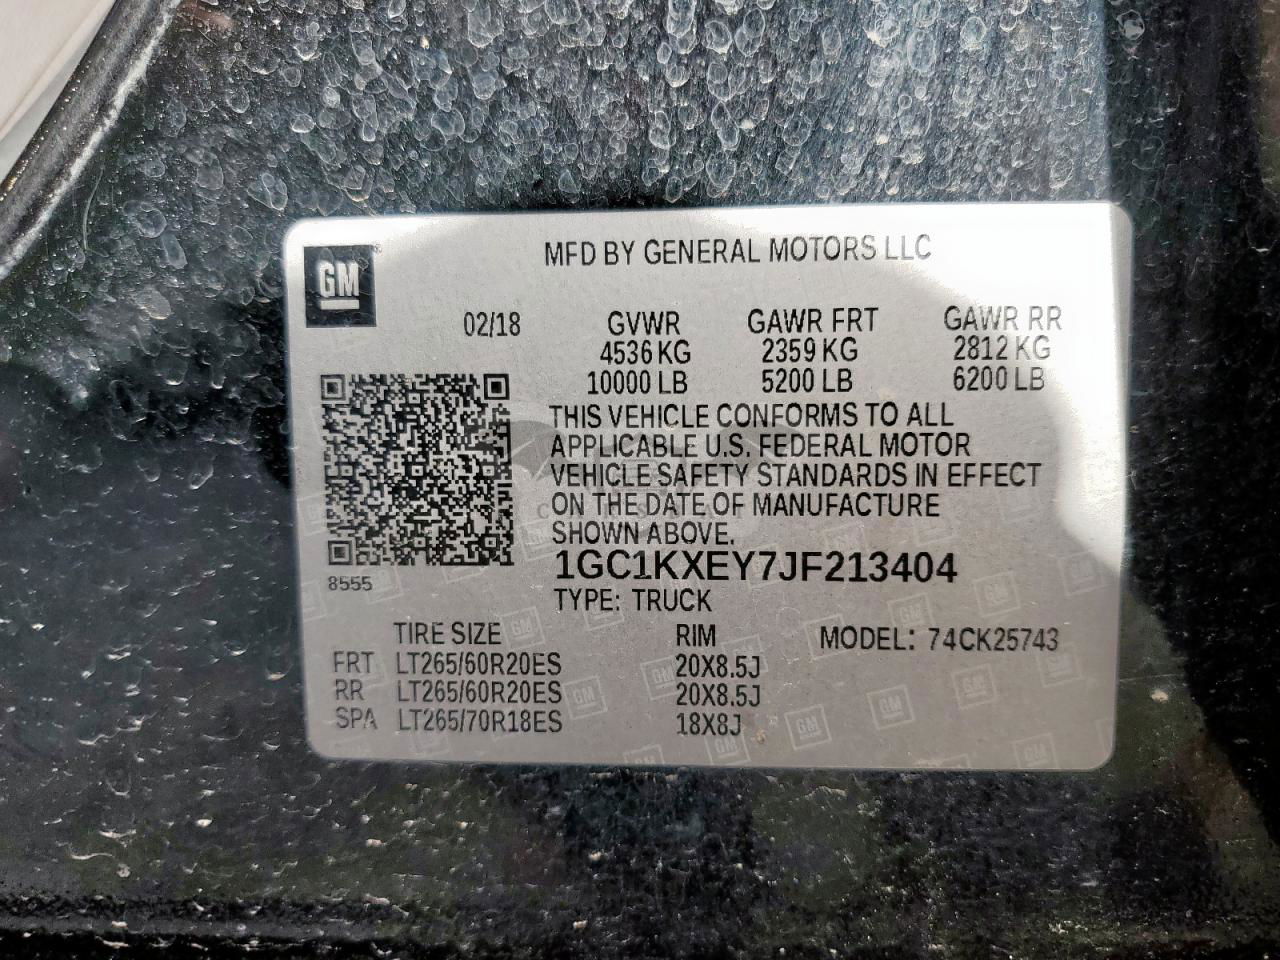 GM
MFD BY GENERAL MOTORS LLC
02/18 GVWR GAWR FRT GAWR RR
4536 KG 2359 KG 2812 KG
10000 LB 5200 LB 6200 LB
THIS VEHICLE CONFORMS TO ALL
APPLICABLE U.S. FEDERAL MOTOR
VEHICLE SAFETY STANDARDS IN EFFECT
ON THE DATE OF MANUFACTURE
SHOWN ABOVE.
8555
1GC1KXEY7JF213404
TYPE: TRUCK
TIRE SIZE RIM MODEL: 74CK25743
FRT LT265/60R20ES 20X8.5J
RR LT265/60R20ES 20X8.5J
SPA LT265/70R18ES 18X8J